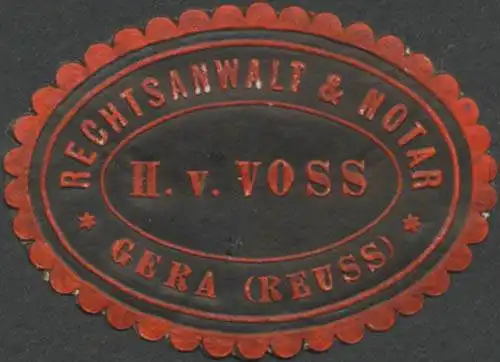 RECHTSANWALT & NOTAR
H. v. VOSS
* GERA (REUSS) *